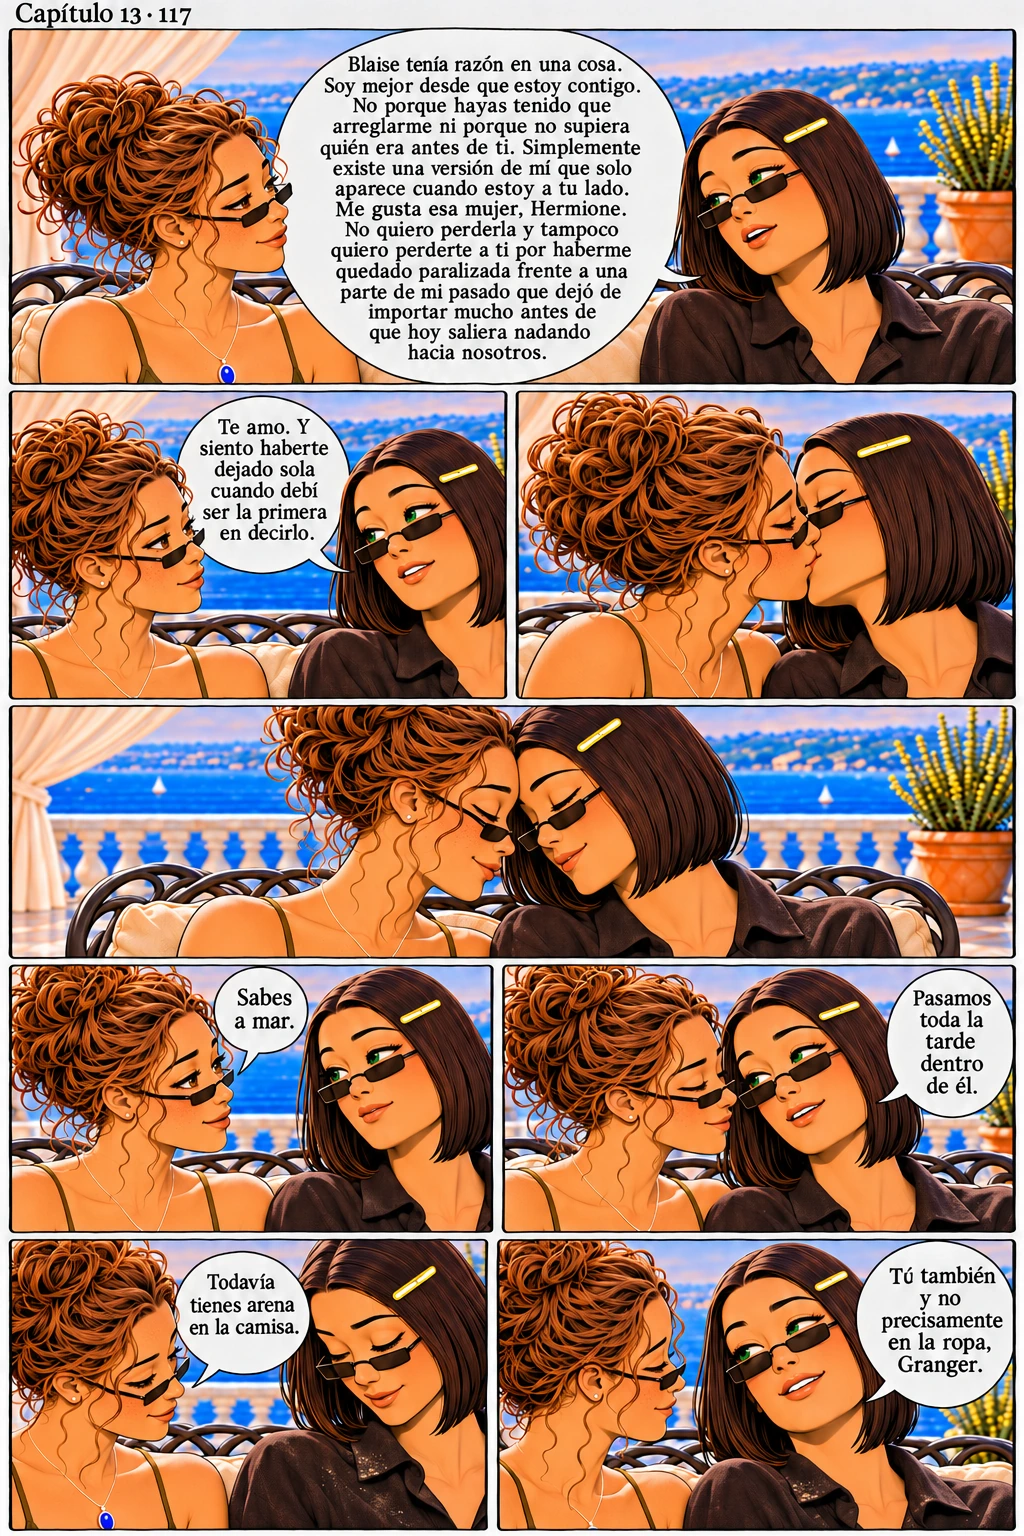 Capítulo 13 · 117
Blaise tenía razón en una cosa.
Soy mejor desde que estoy contigo.
No porque hayas tenido que
arreglarme ni porque no supiera
quién era antes de ti. Simplemente
existe una versión de mí que solo
aparece cuando estoy a tu lado.
Me gusta esa mujer, Hermione.
No quiero perderla y tampoco
quiero perderte a ti por haberme
quedado paralizada frente a una
parte de mi pasado que dejó de
importar mucho antes de
que hoy saliera nadando
hacia nosotros.
Te amo. Y
siento haberte
dejado sola
cuando debí
ser la primera
en decirlo.
Sabes
a mar.
Pasamos
toda la
tarde
dentro
de él.
Todavía
tienes arena
en la camisa.
Tú también
y no
precisamente
en la ropa,
Granger.